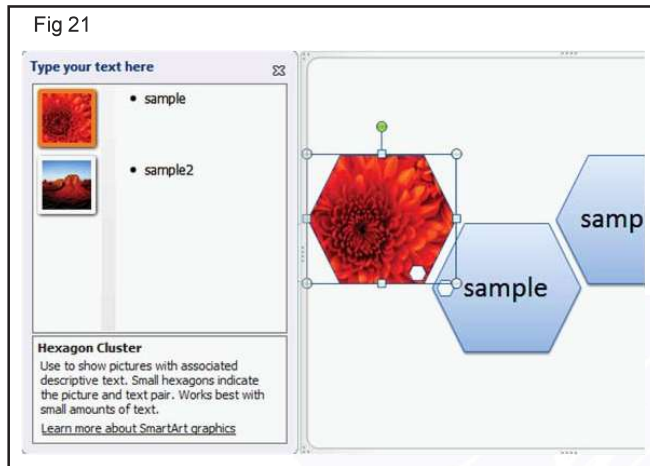 Fig 21
Type your text here
• sample
• sample2
Hexagon Cluster
Use to show pictures with associated
descriptive text. Small hexagons indicate
the picture and text pair. Works best with
small amounts of text.
Learn more about SmartArt graphics
samp
sample